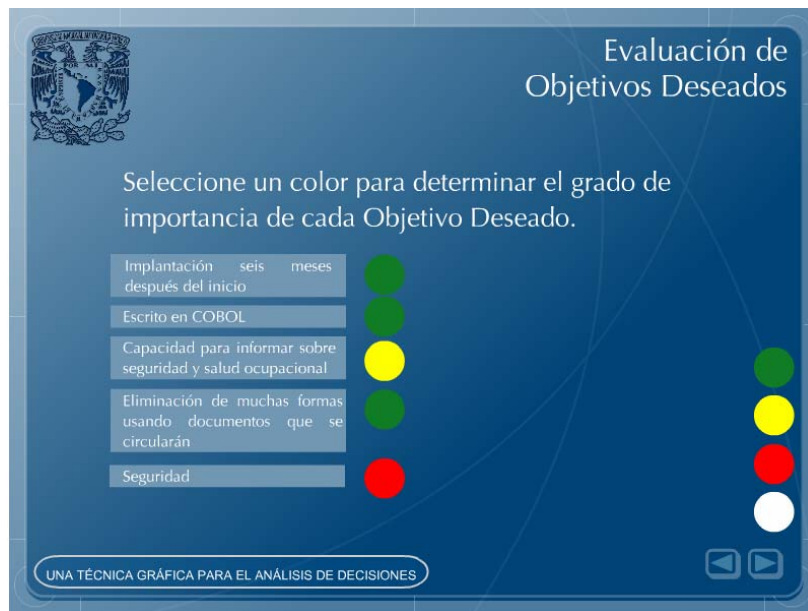 Evaluación de
Objetivos Deseados
Seleccione un color para determinar el grado de
importancia de cada Objetivo Deseado.
Implantación seis meses
después del inicio
Escrito en COBOL
Capacidad para informar sobre
seguridad y salud ocupacional
Eliminación de muchas formas
usando documentos que se
circularán
Seguridad
UNA TÉCNICA GRÁFICA PARA EL ANÁLISIS DE DECISIONES